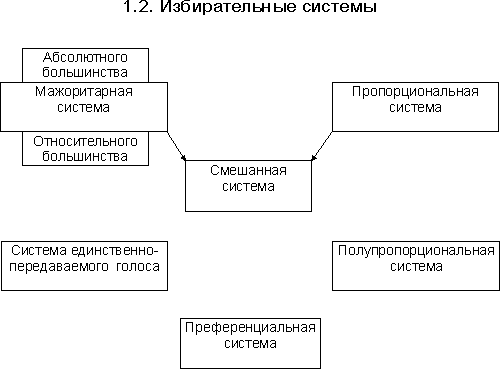 1.2. Избирательные системы
Абсолютного
большинства
Мажоритарная
система
Относительного
большинства
Пропорциональная
система
Смешанная
система
Система единственно-
передаваемого голоса
Полупропорциональная
система
Преференциальная
система